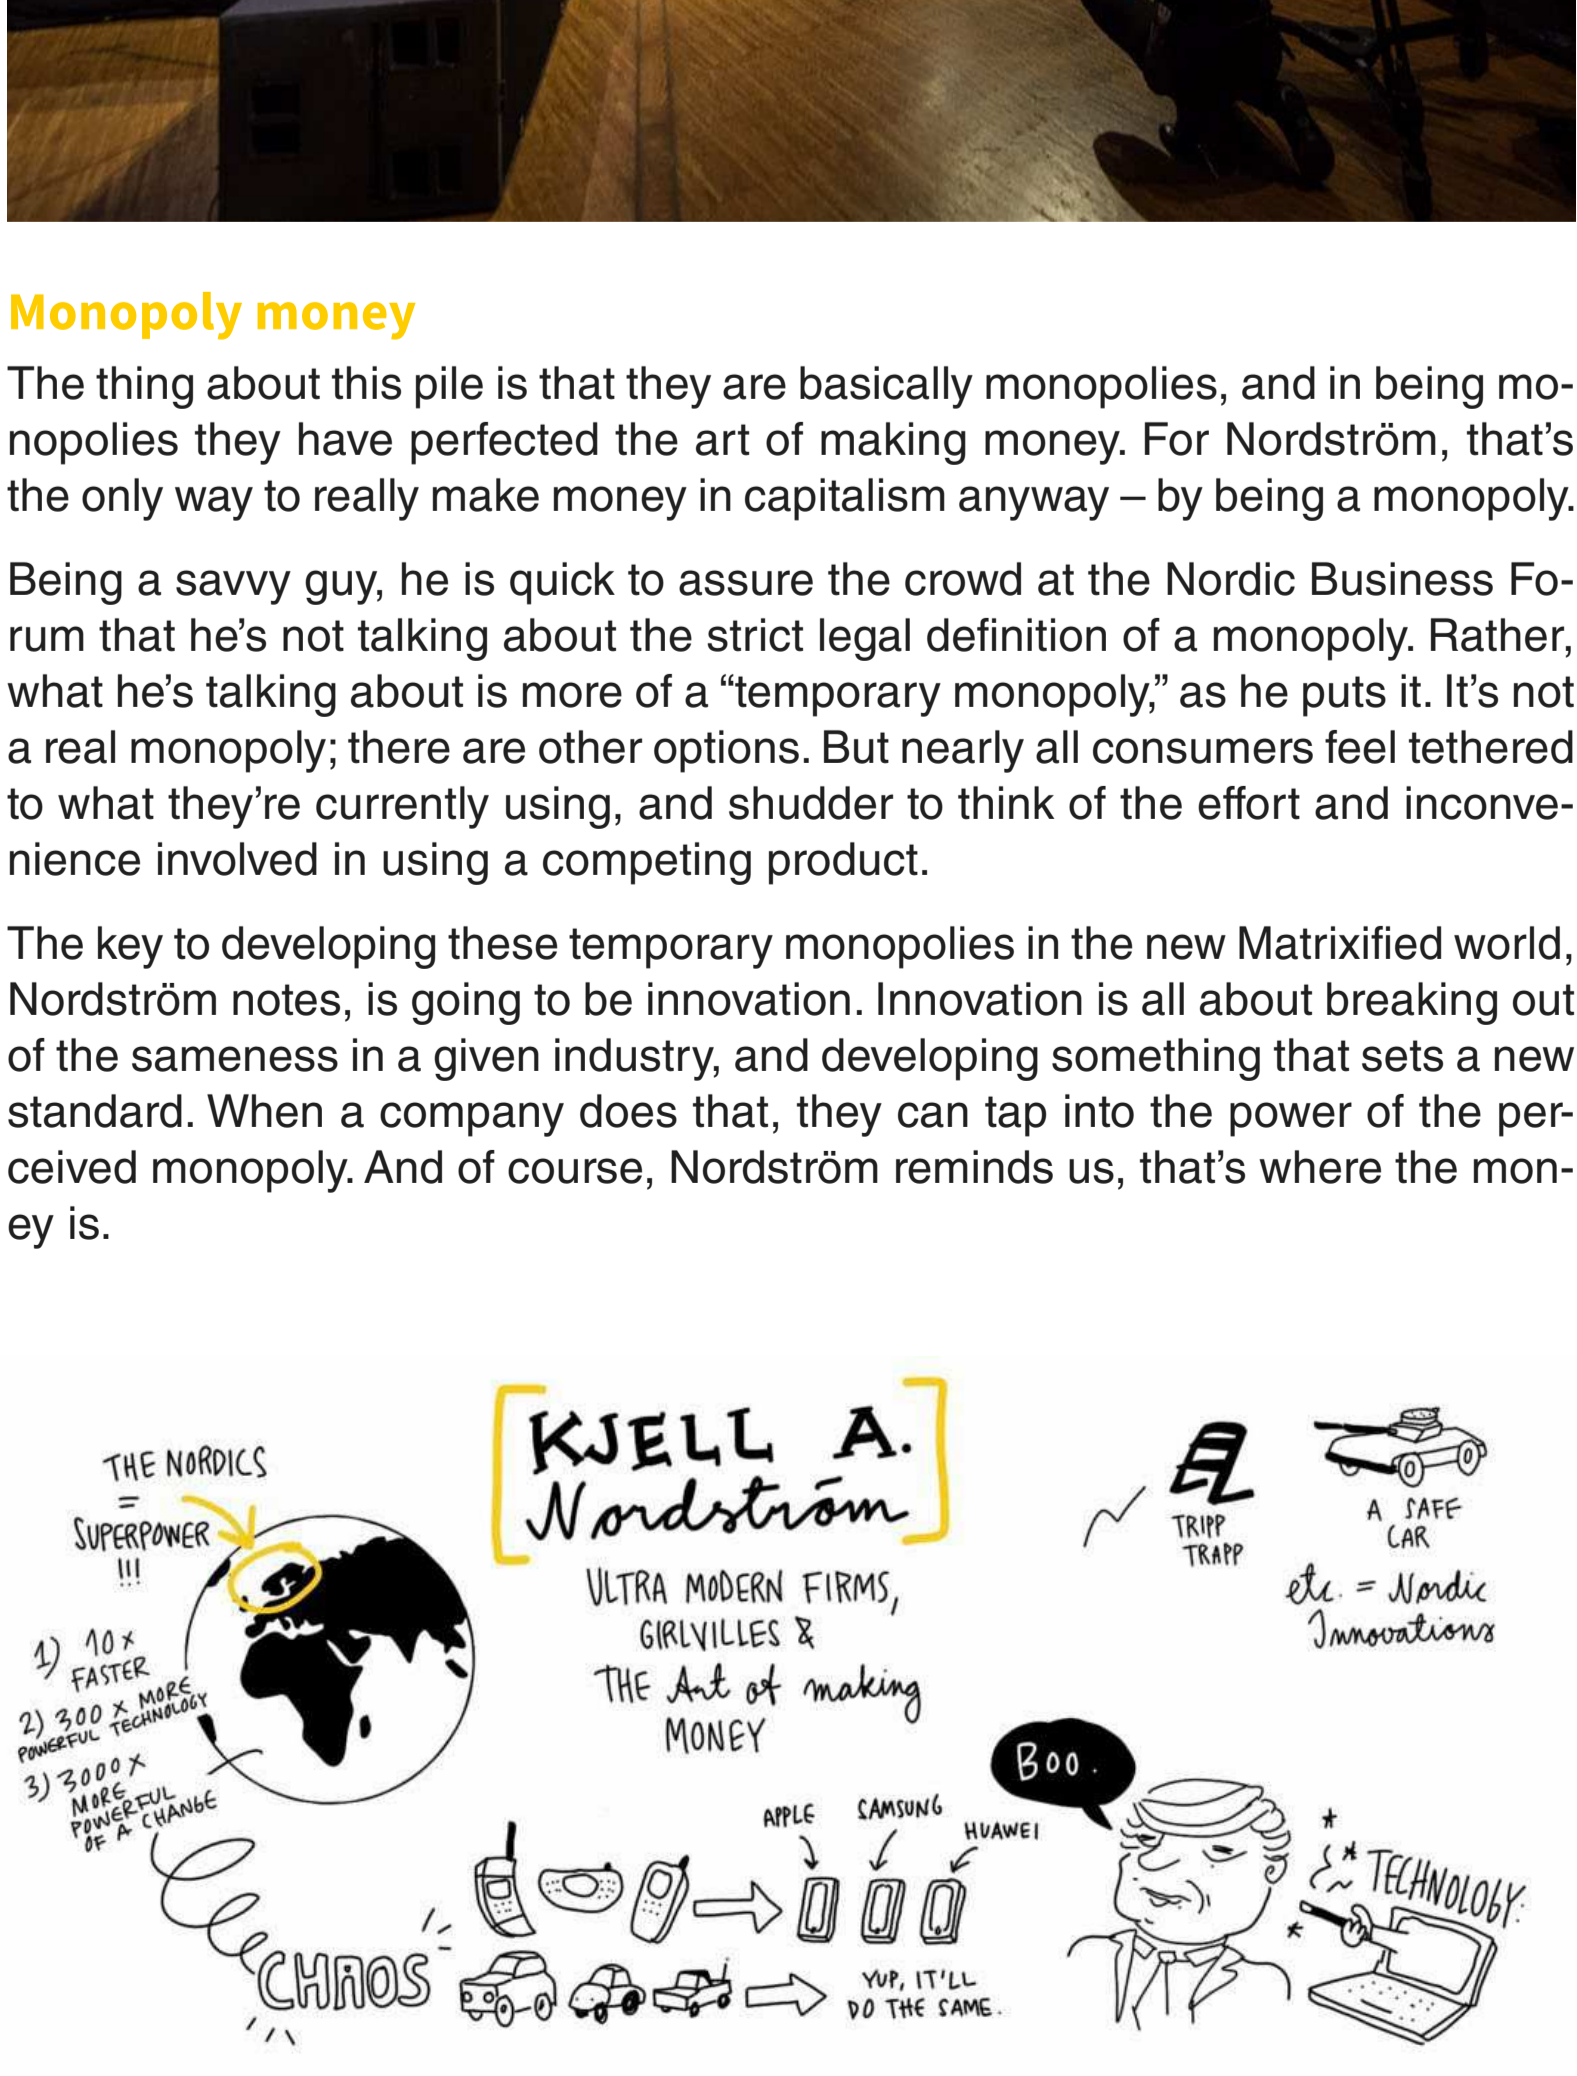 Monopoly money
The thing about this pile is that they are basically monopolies, and in being mo-
nopolies they have perfected the art of making money. For Nordström, that’s
the only way to really make money in capitalism anyway – by being a monopoly.
Being a savvy guy, he is quick to assure the crowd at the Nordic Business Fo-
rum that he’s not talking about the strict legal definition of a monopoly. Rather,
what he’s talking about is more of a “temporary monopoly,” as he puts it. It’s not
a real monopoly; there are other options. But nearly all consumers feel tethered
to what they’re currently using, and shudder to think of the effort and inconve-
nience involved in using a competing product.
The key to developing these temporary monopolies in the new Matrixified world,
Nordström notes, is going to be innovation. Innovation is all about breaking out
of the sameness in a given industry, and developing something that sets a new
standard. When a company does that, they can tap into the power of the per-
ceived monopoly. And of course, Nordström reminds us, that’s where the mon-
ey is.
THE NORDICS
=
SUPERPOWER
!!!
1) 10x
FASTER
2) 300 x MORE
POWERFUL TECHNOLOGY
3) 3000 x
MORE
POWERFUL
OF A CHANGE
CHAOS
KJELL A.
Nordström
ULTRA MODERN FIRMS,
GIRLVILLES &
THE Art of making
MONEY
TRIPP
TRAPP
A SAFE
CAR
etc. = Nordic
Innovations
APPLE
SAMSUNG
HUAWEI
YUP, IT'LL
DO THE SAME.
BOO.
TECHNOLOGY: